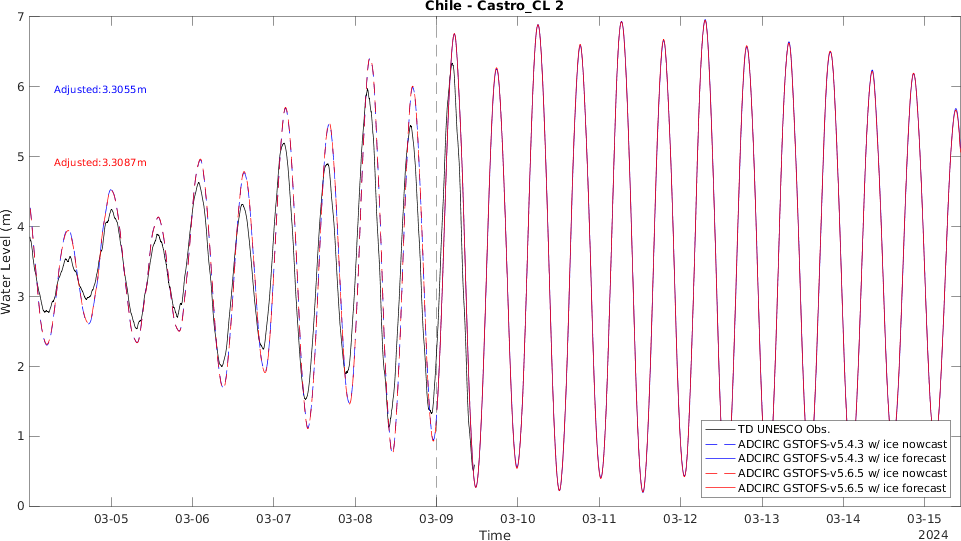 Chile - Castro_CL 2
7
6
5
4
3
2
1
0
Water Level (m)
Adjusted:3.3055m
Adjusted:3.3087m
TD UNESCO Obs.
ADCIRC GSTOFS-v5.4.3 w/ ice nowcast
ADCIRC GSTOFS-v5.4.3 w/ ice forecast
ADCIRC GSTOFS-v5.6.5 w/ ice nowcast
ADCIRC GSTOFS-v5.6.5 w/ ice forecast
03-05 03-06 03-07 03-08 03-09 03-10 03-11 03-12 03-13 03-14 03-15
Time
2024